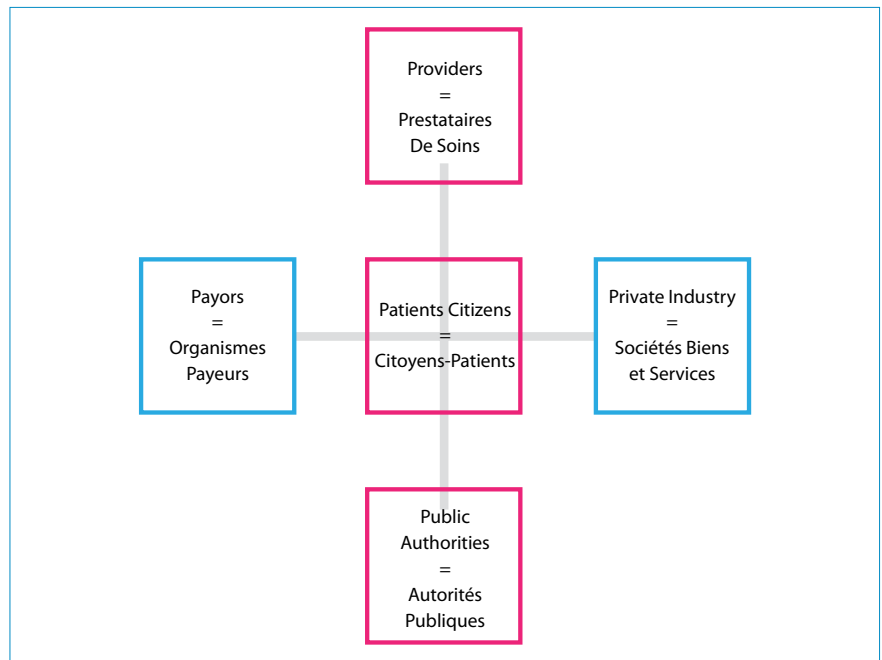 Providers
=
Prestataires
De Soins
Payors
=
Organismes
Payeurs
Patients Citizens
=
Citoyens-Patients
Private Industry
=
Sociétés Biens
et Services
Public
Authorities
=
Autorités
Publiques